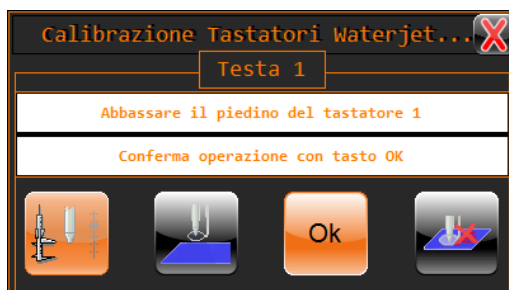 Calibrazione Tastatori Waterjet...
Testa 1
Abbassare il piedino del tastatore 1
Conferma operazione con tasto OK
Ok